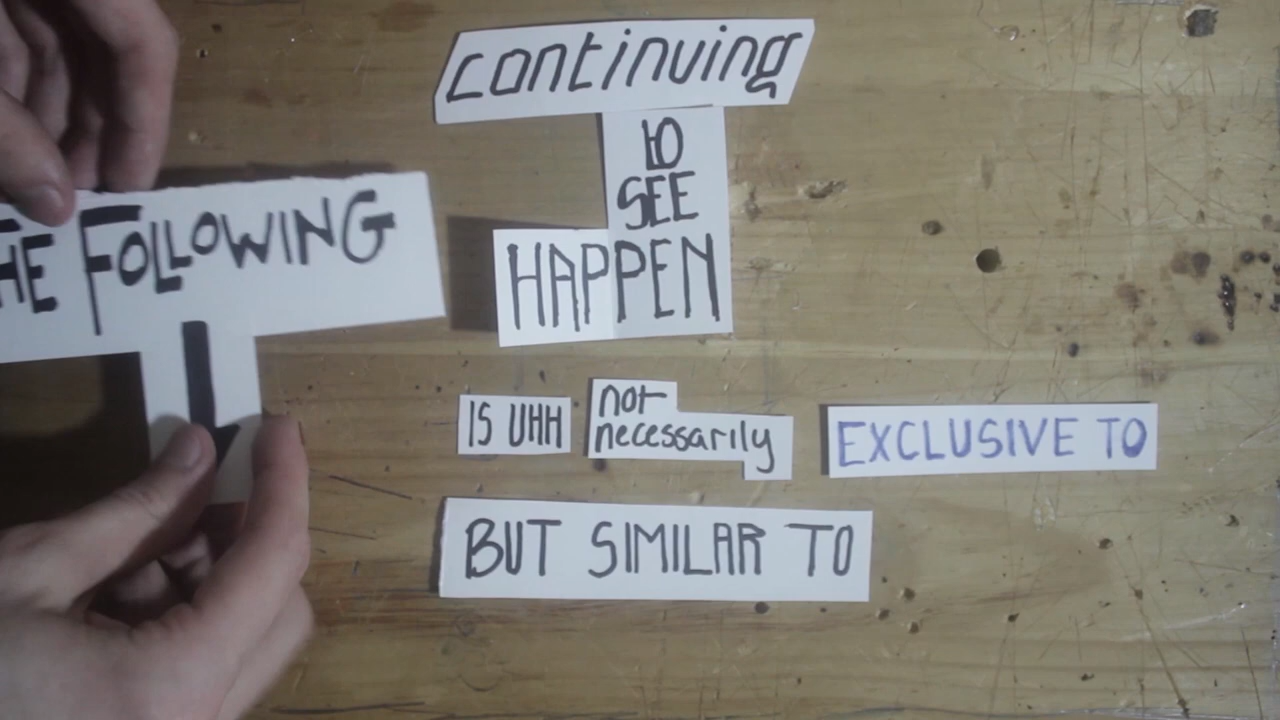 continuing
to
SEE
HAPPEN
HE FOLLOWING
IS UHH
not
necessarily
EXCLUSIVE TO
BUT SIMILAR TO